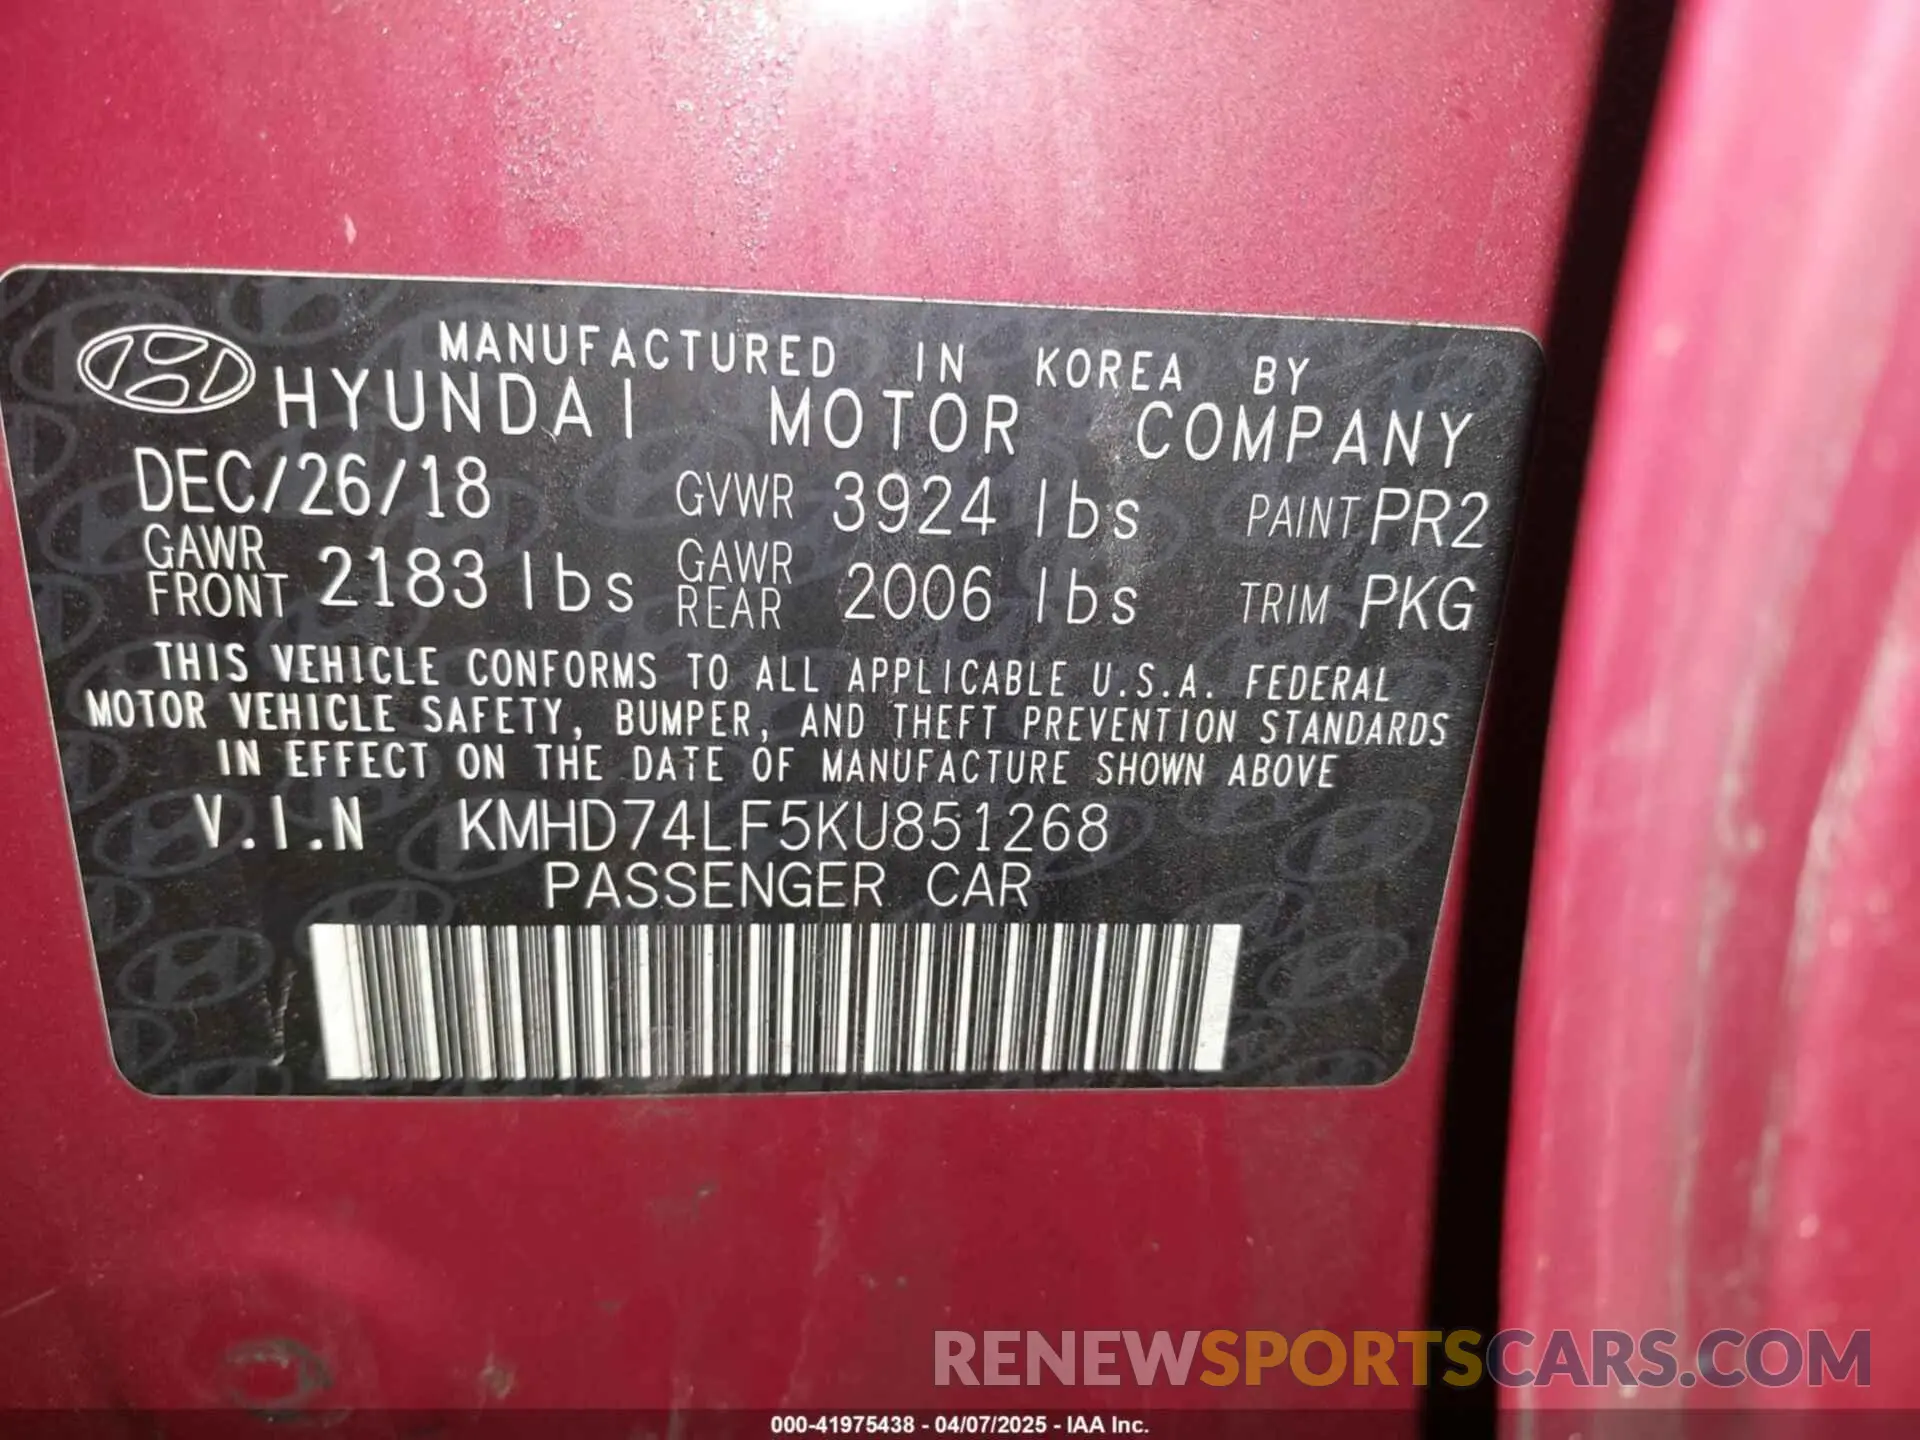 MANUFACTURED IN KOREA BY
HYUNDAI MOTOR COMPANY
DEC/26/18 GVWR 3924 lbs PAINT PR2
GAWR FRONT 2183 lbs GAWR REAR 2006 lbs TRIM PKG
THIS VEHICLE CONFORMS TO ALL APPLICABLE U.S.A. FEDERAL
MOTOR VEHICLE SAFETY, BUMPER, AND THEFT PREVENTION STANDARDS
IN EFFECT ON THE DATE OF MANUFACTURE SHOWN ABOVE
V.I.N KMHD74LF5KU851268
PASSENGER CAR
RENEWSPORTSCARS.COM
000-41975438 - 04/07/2025 - IAA Inc.